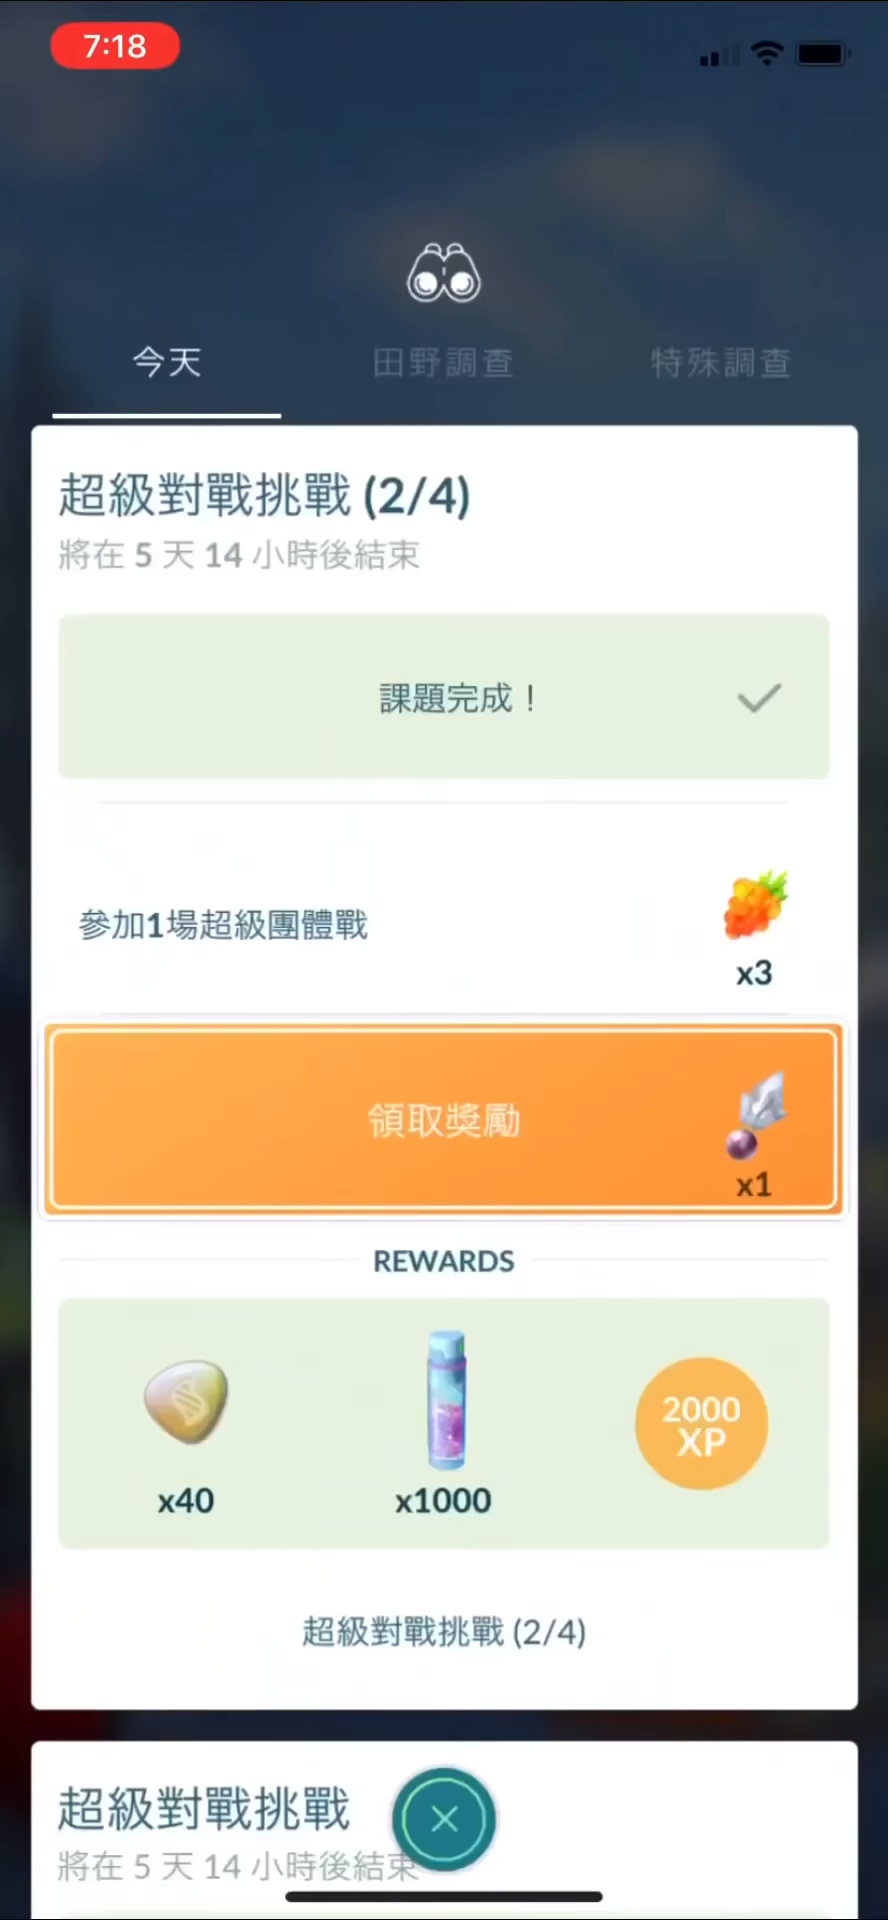 7:18
今天
田野調查
特殊調查
超級對戰挑戰 (2/4)
將在 5 天 14 小時後結束
課題完成！
參加1場超級團體戰
x3
領取獎勵
x1
REWARDS
2000
XP
x40
x1000
超級對戰挑戰 (2/4)
超級對戰挑戰
將在 5 天 14 小時後結束